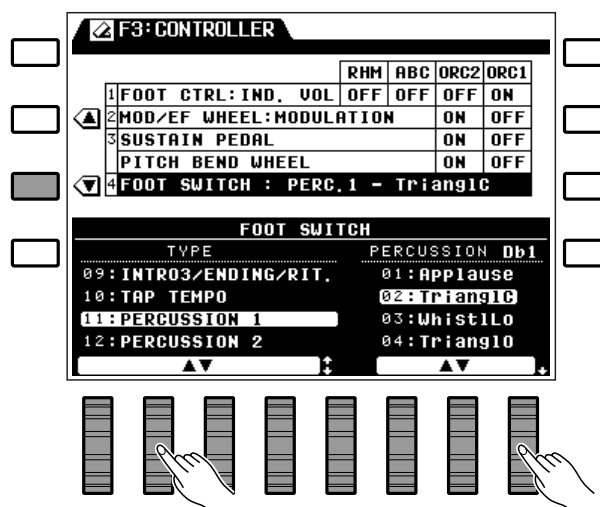 F3:CONTROLLER
RHM ABC ORC2 ORC1
1 FOOT CTRL:IND. VOL OFF OFF OFF ON
2 MOD/EF WHEEL:MODULATION ON OFF
3 SUSTAIN PEDAL ON OFF
PITCH BEND WHEEL ON OFF
4 FOOT SWITCH : PERC.1 - TrianglC
FOOT SWITCH
TYPE PERCUSSION Db1
09:INTRO3/ENDING/RIT. 01:Applause
10:TAP TEMPO 02:TrianglC
11:PERCUSSION 1 03:WhistlLo
12:PERCUSSION 2 04:TrianglO